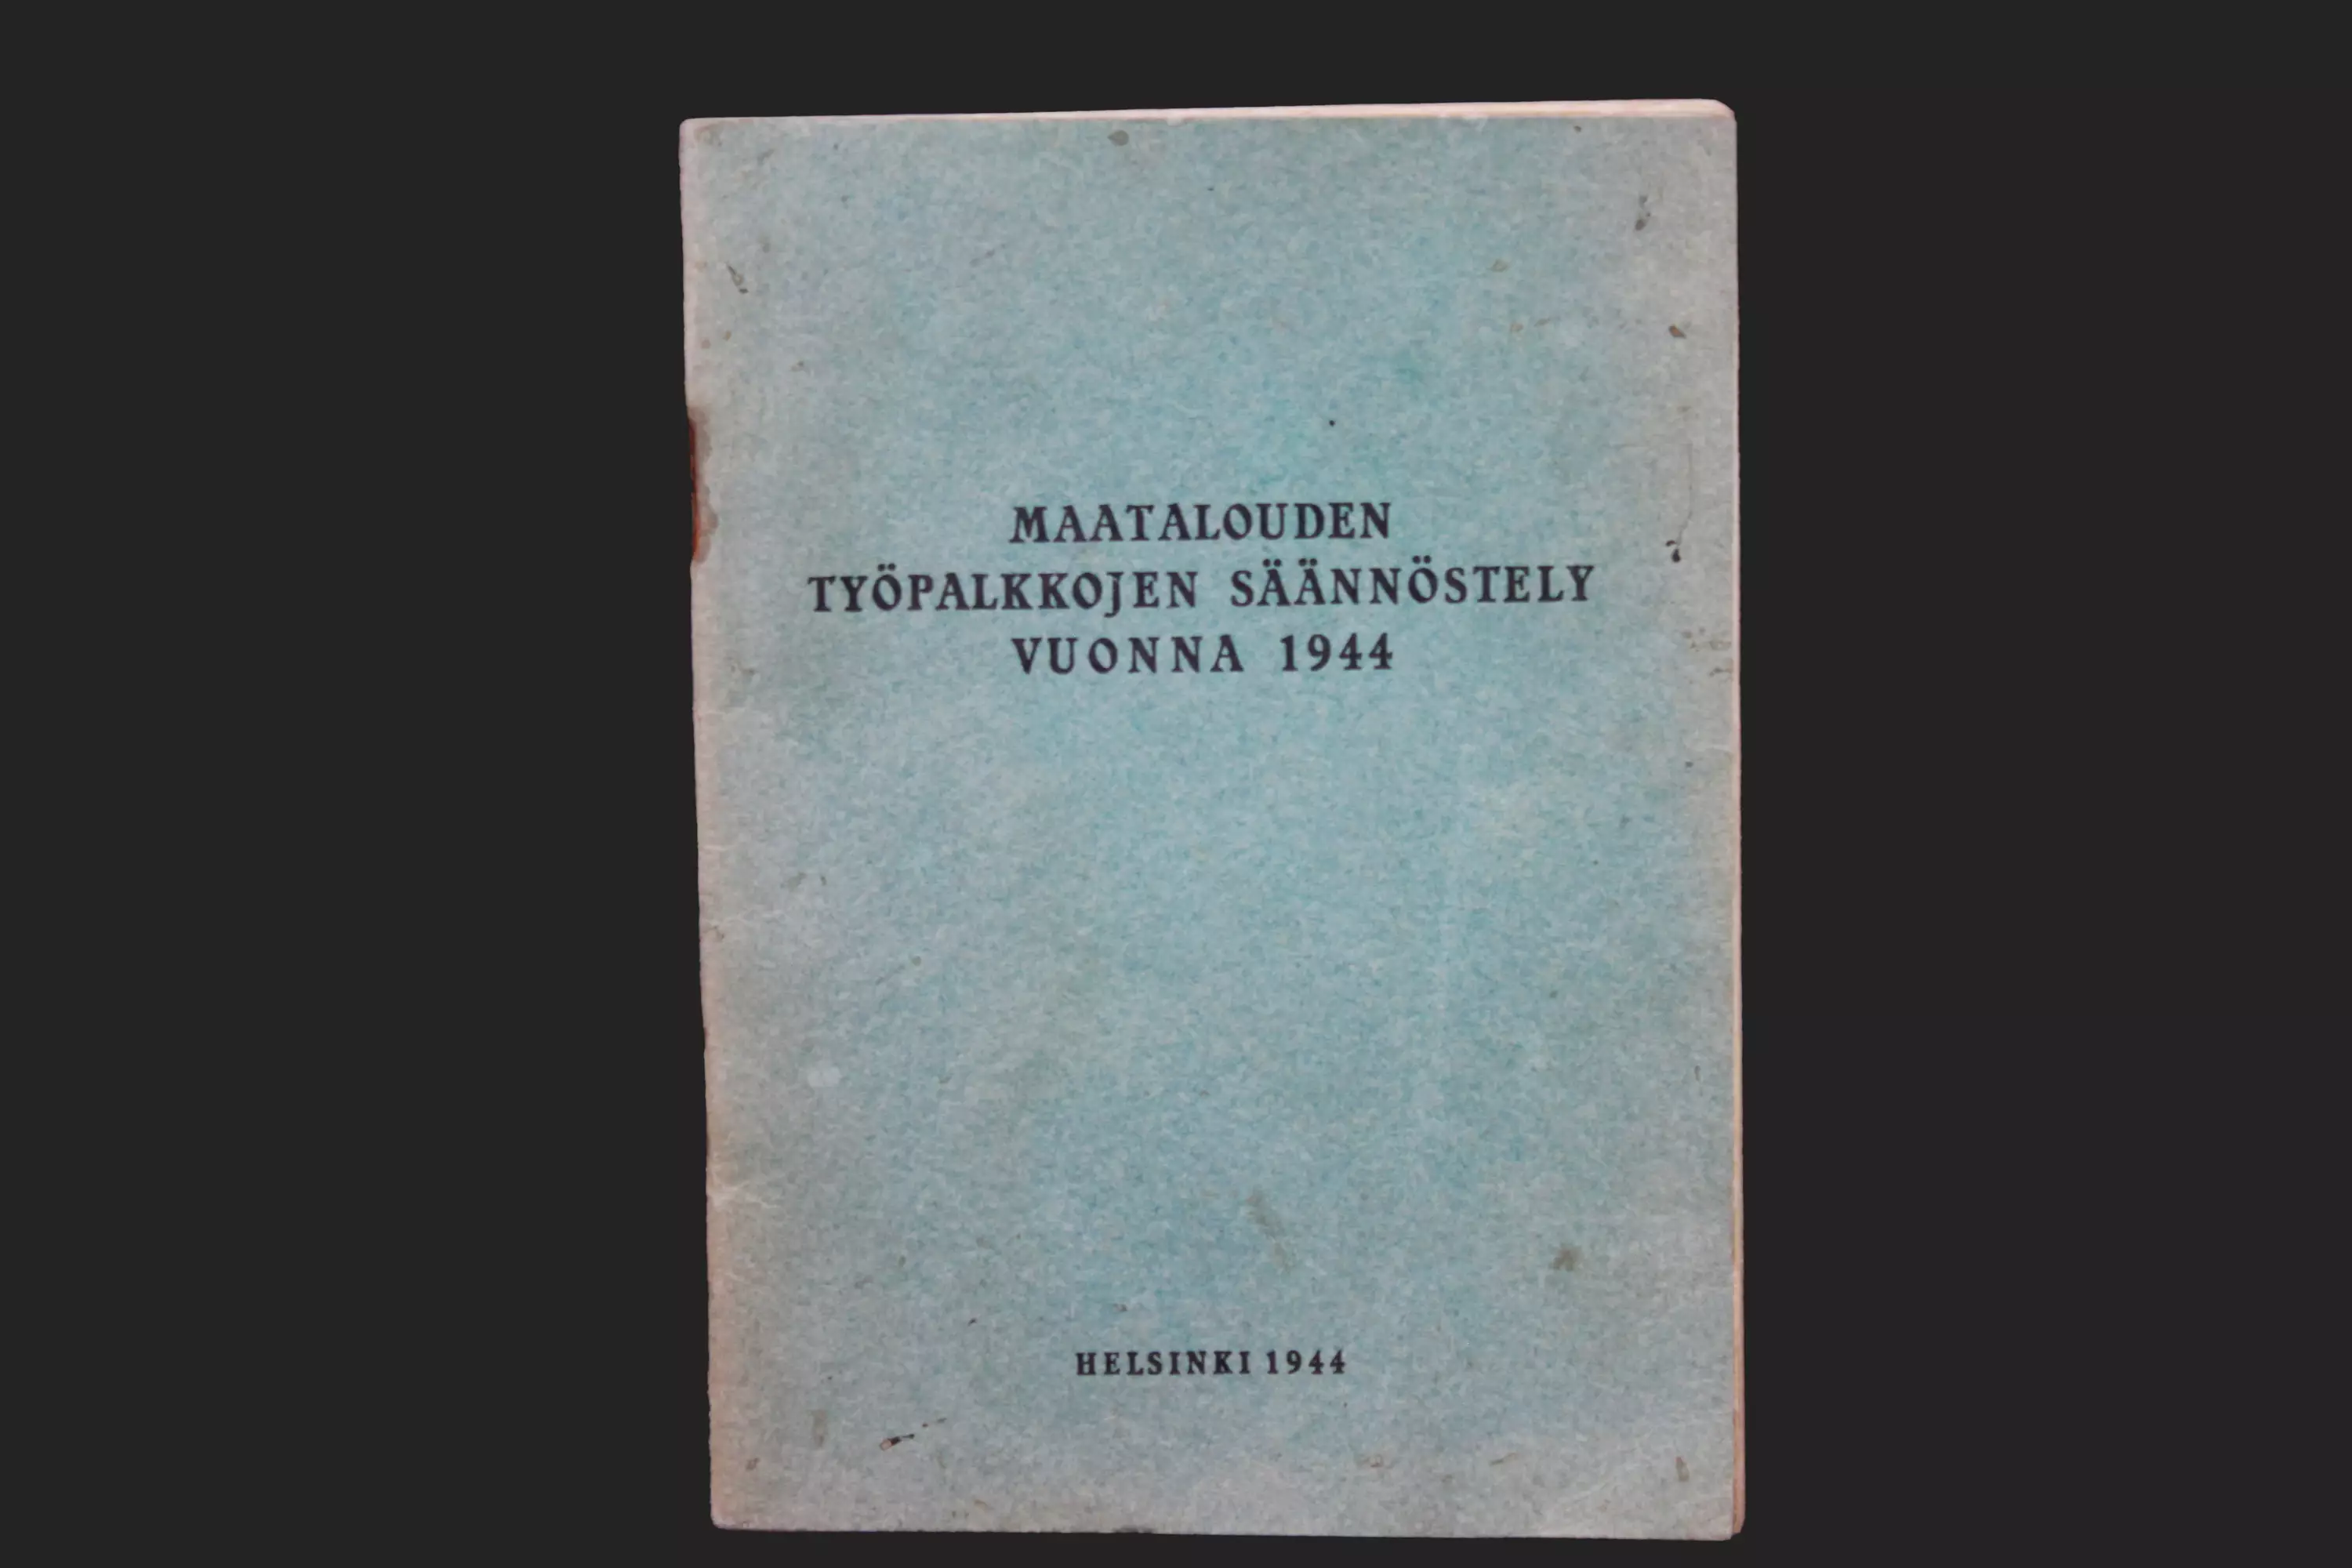 MAATALOUDEN
TYÖPALKKOJEN SÄÄNNÖSTELY
VUONNA 1944
HELSINKI 1944